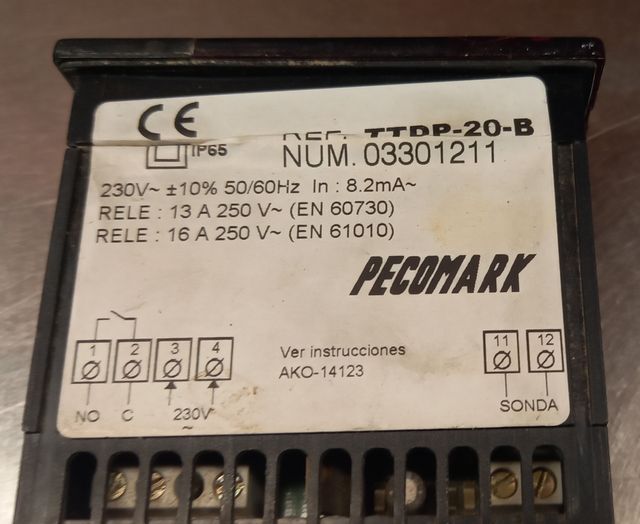 CE
REF. TTDP-20-B
IP65
NUM. 03301211
230V~ ±10% 50/60Hz In : 8.2mA~
RELE : 13 A 250 V~ (EN 60730)
RELE : 16 A 250 V~ (EN 61010)
PECOMARK
1 2 3 4
Ver instrucciones
AKO-14123
11 12
NO C 230V
~
SONDA